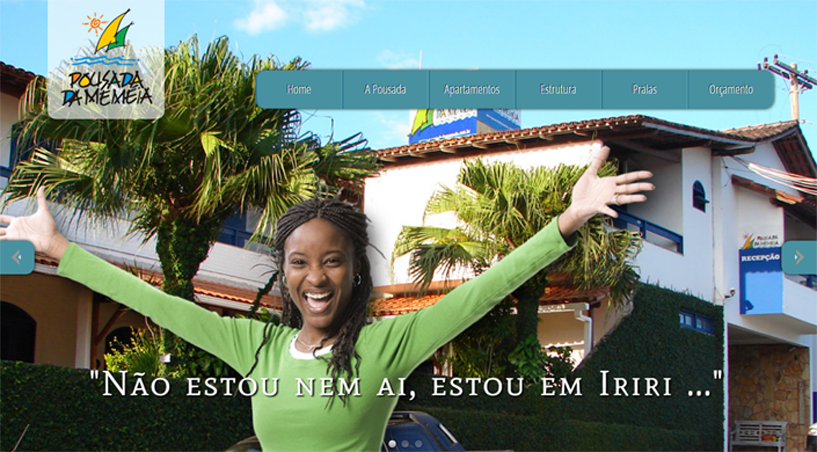 POUSADA
DA MEMÉIA
Home
A Pousada
Apartamentos
Estrutura
Praias
Orçamento
POUSADA
DA MEMEIA
RECEPÇÃO
"Não estou nem ai, estou em Iriri ..."